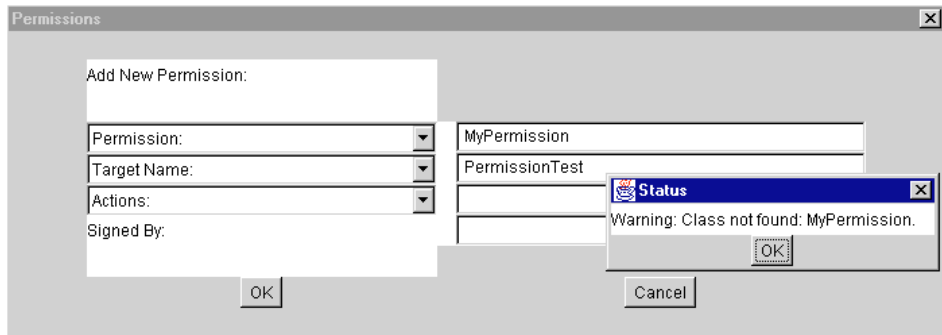 Permissions
Add New Permission:
Permission:
MyPermission
Target Name:
PermissionTest
Actions:
Signed By:
Status
Warning: Class not found: MyPermission.
OK
OK
Cancel